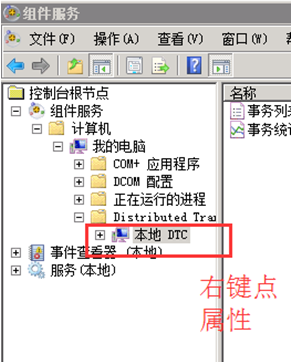 组件服务
文件(F) 操作(A) 查看(V) 窗口(W)
控制台根节点
名称
组件服务
事务列表
计算机
事务统计
我的电脑
COM+ 应用程序
DCOM 配置
正在运行的进程
Distributed Tra
本地 DTC
事件查看器 (本地)
服务(本地)
右键点
属性